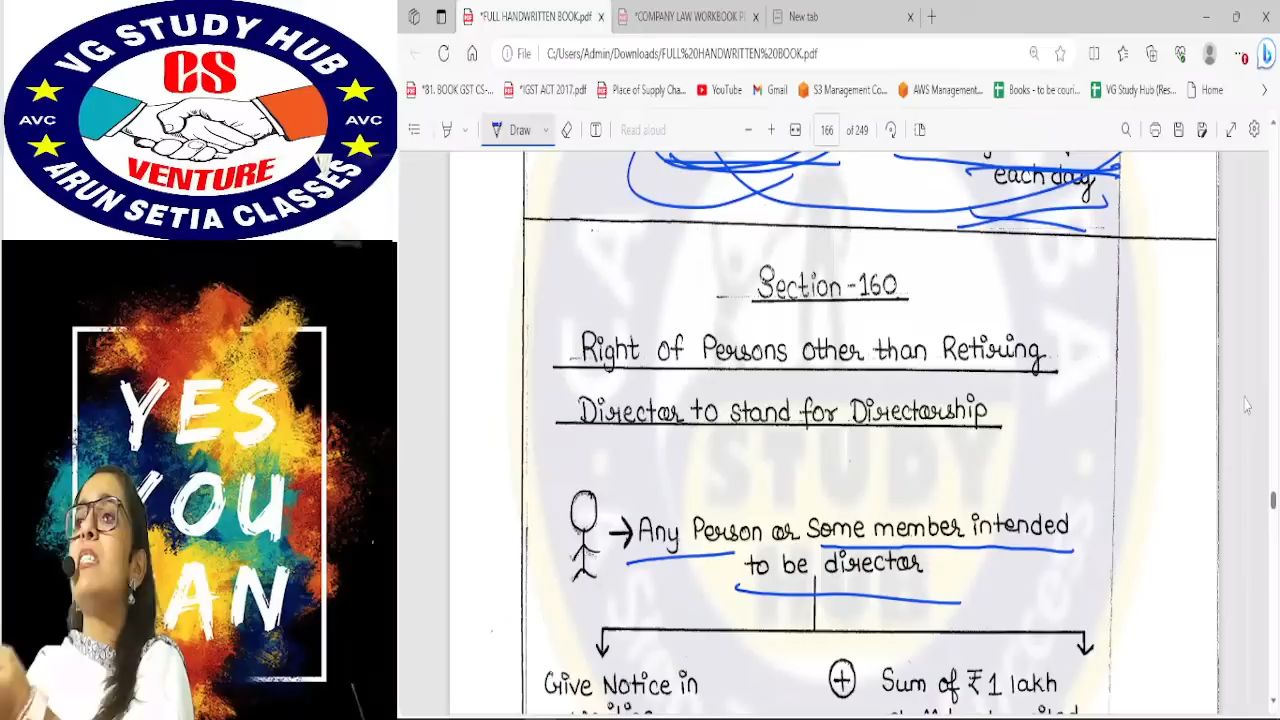 VG STUDY HUB
CS
AVC
AVC
VENTURE
ARUN SETIA CLASSES
YES
YOU
AN
*FULL HANDWRITTEN BOOK.pdf
*COMPANY LAW WORKBOOK P
New tab
File
C:/Users/Admin/Downloads/FULL%20HANDWRITTEN%20BOOK.pdf
*81. BOOK GST CS-...
*IGST ACT 2017.pdf
Place of Supply Cha...
YouTube
Gmail
S3 Management Co...
AWS Management...
Books - to be couri...
VG Study Hub (Res...
Home
Draw
Read aloud
166 of 249
each day
Section-160
Right of Persons other than Retiring
Director to stand for Directorship
→ Any Person or some member intended
to be director
Give Notice in
+ Sum of ₹1 lakh